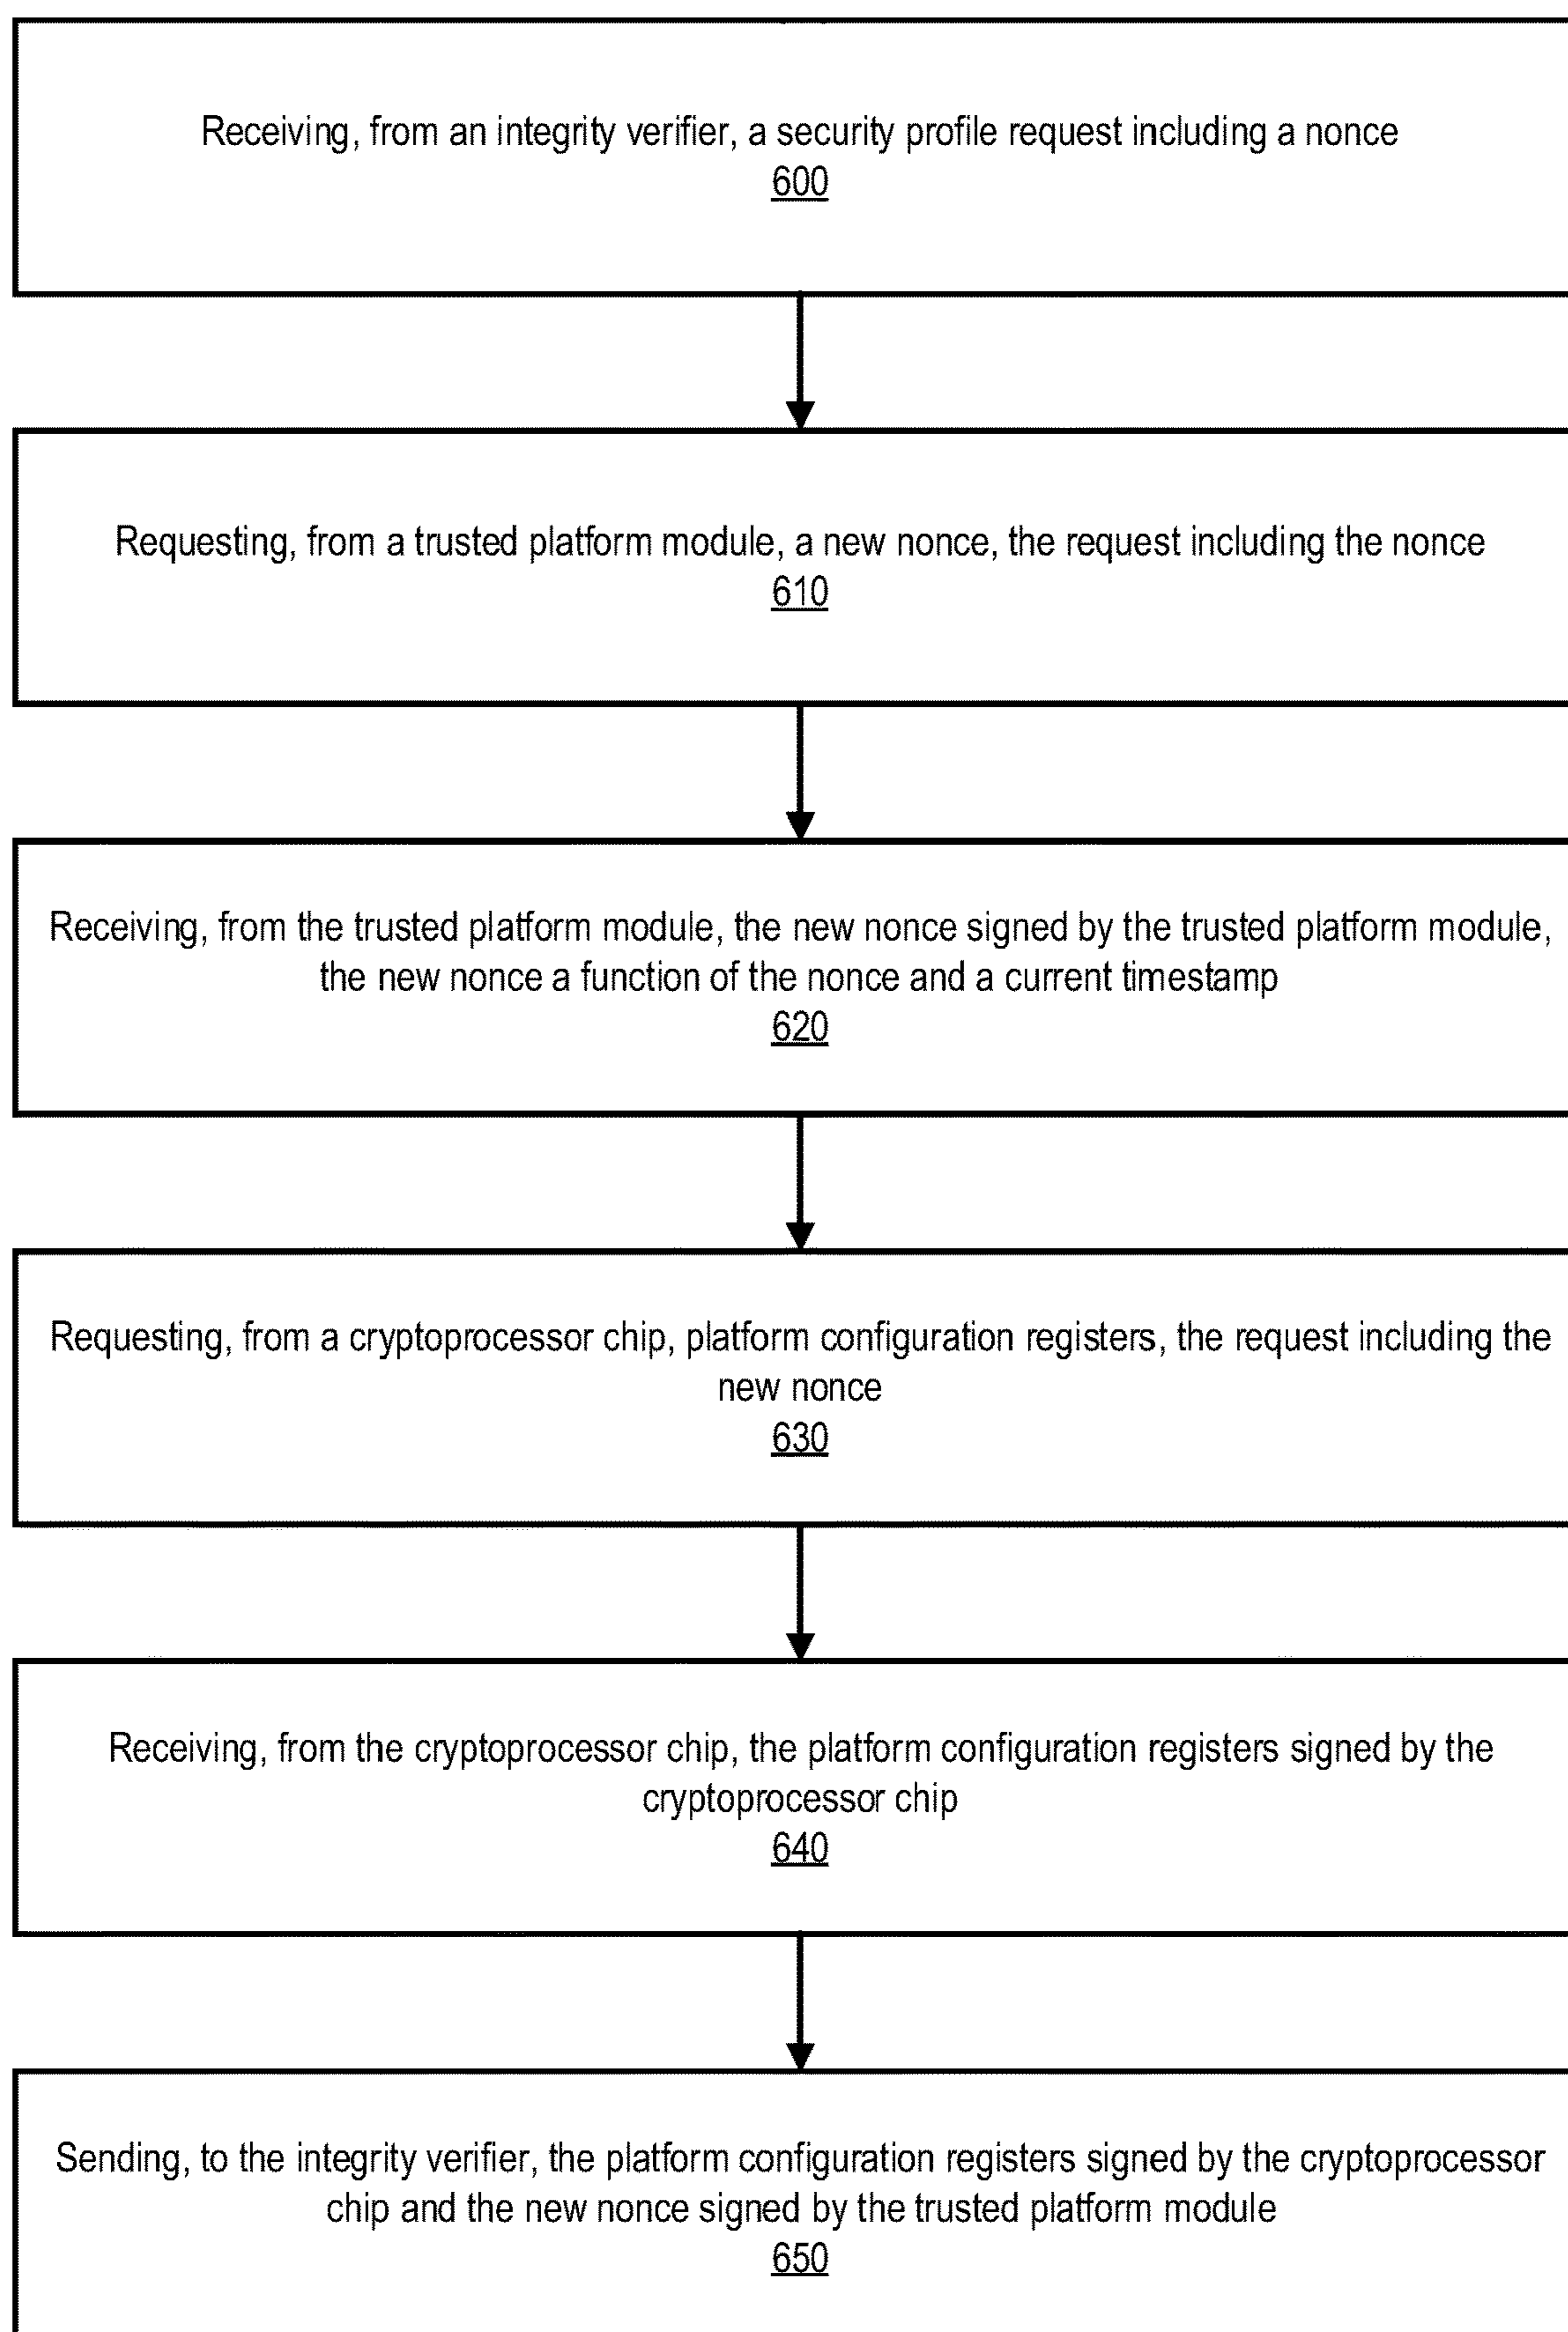 Receiving, from an integrity verifier, a security profile request including a nonce
600
Requesting, from a trusted platform module, a new nonce, the request including the nonce
610
Receiving, from the trusted platform module, the new nonce signed by the trusted platform module,
the new nonce a function of the nonce and a current timestamp
620
Requesting, from a cryptoprocessor chip, platform configuration registers, the request including the
new nonce
630
Receiving, from the cryptoprocessor chip, the platform configuration registers signed by the
cryptoprocessor chip
640
Sending, to the integrity verifier, the platform configuration registers signed by the cryptoprocessor
chip and the new nonce signed by the trusted platform module
650